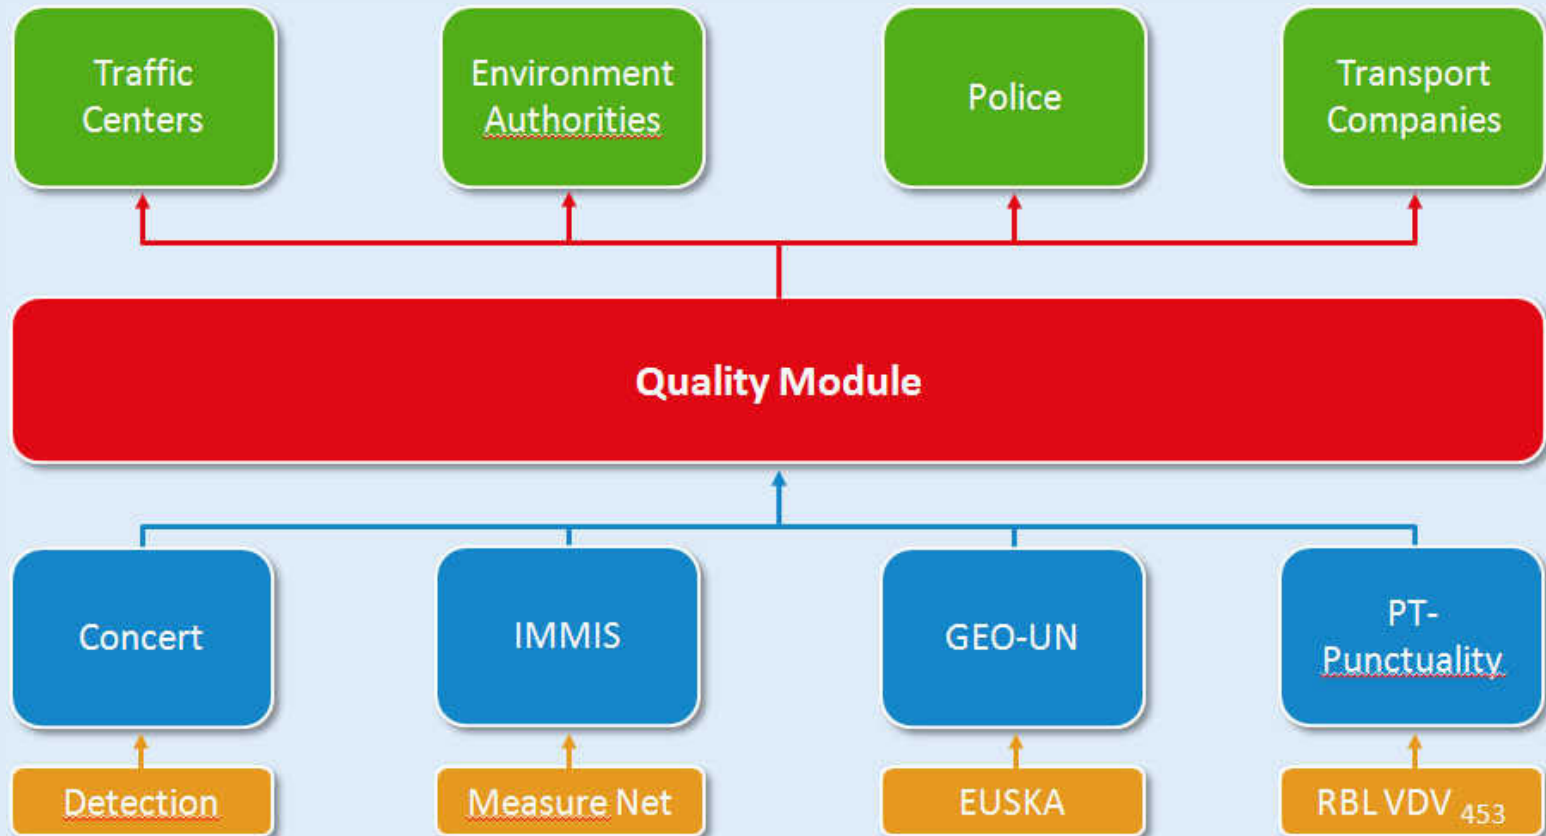 Traffic
Centers
Environment
Authorities
Police
Transport
Companies
Quality Module
Concert
IMMIS
GEO-UN
PT-
Punctuality
Detection
Measure Net
EUSKA
RBL VDV 453